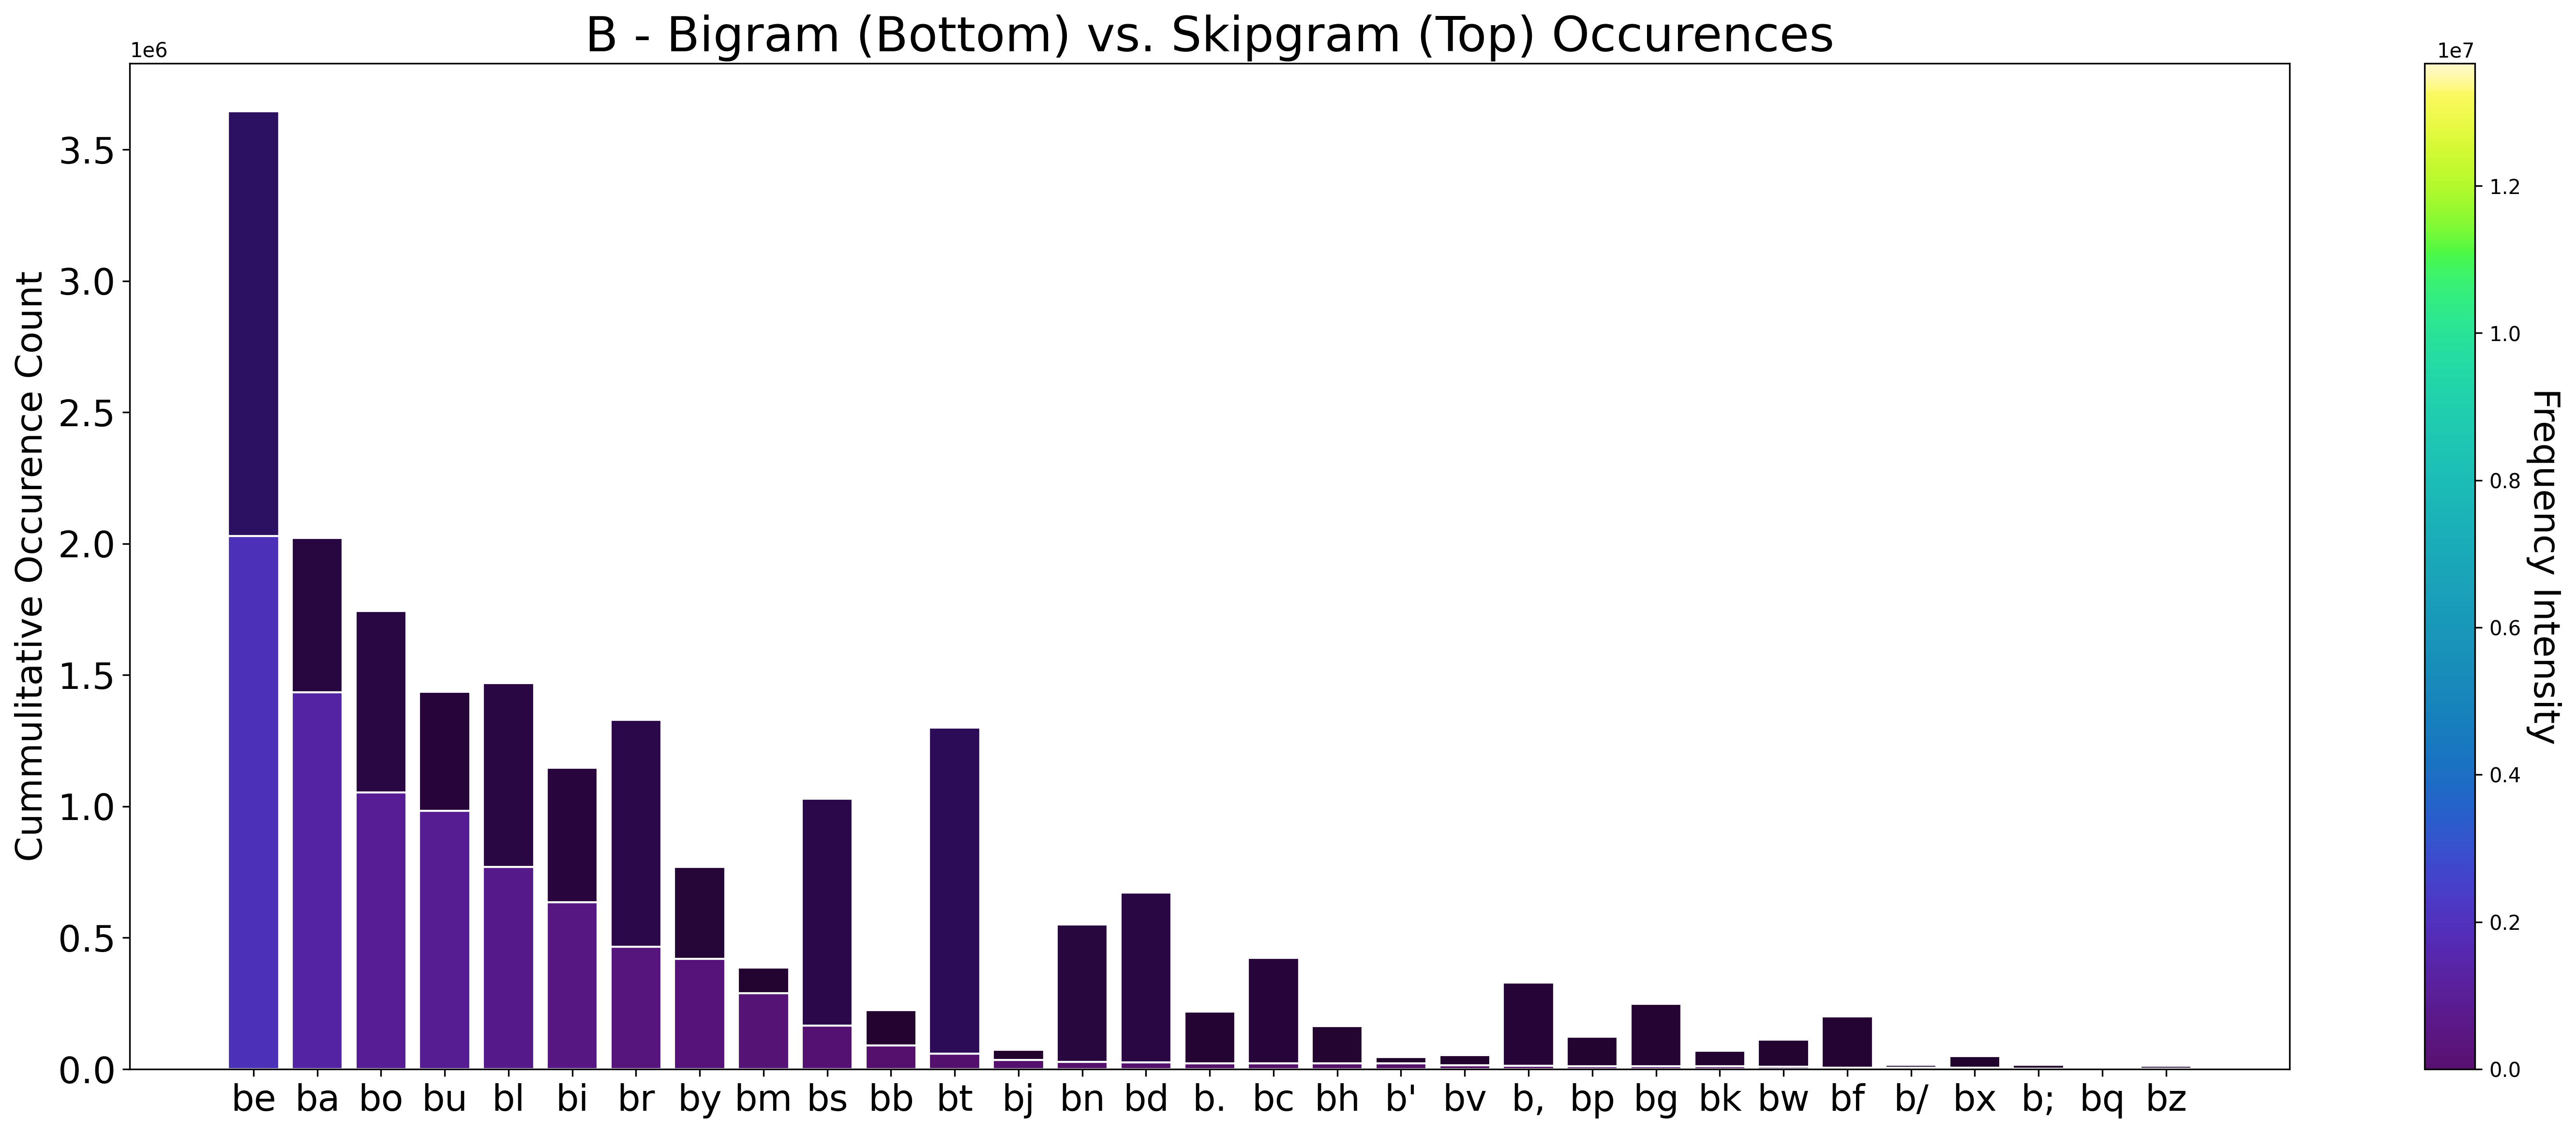 B - Bigram (Bottom) vs. Skipgram (Top) Occurences
1e6
1e7
Cummulitative Occurence Count
3.5
3.0
2.5
2.0
1.5
1.0
0.5
0.0
be ba bo bu bl bi br by bm bs bb bt bj bn bd b. bc bh b' bv b, bp bg bk bw bf b/ bx b; bq bz
1.2
1.0
0.8
0.6
0.4
0.2
0.0
Frequency Intensity